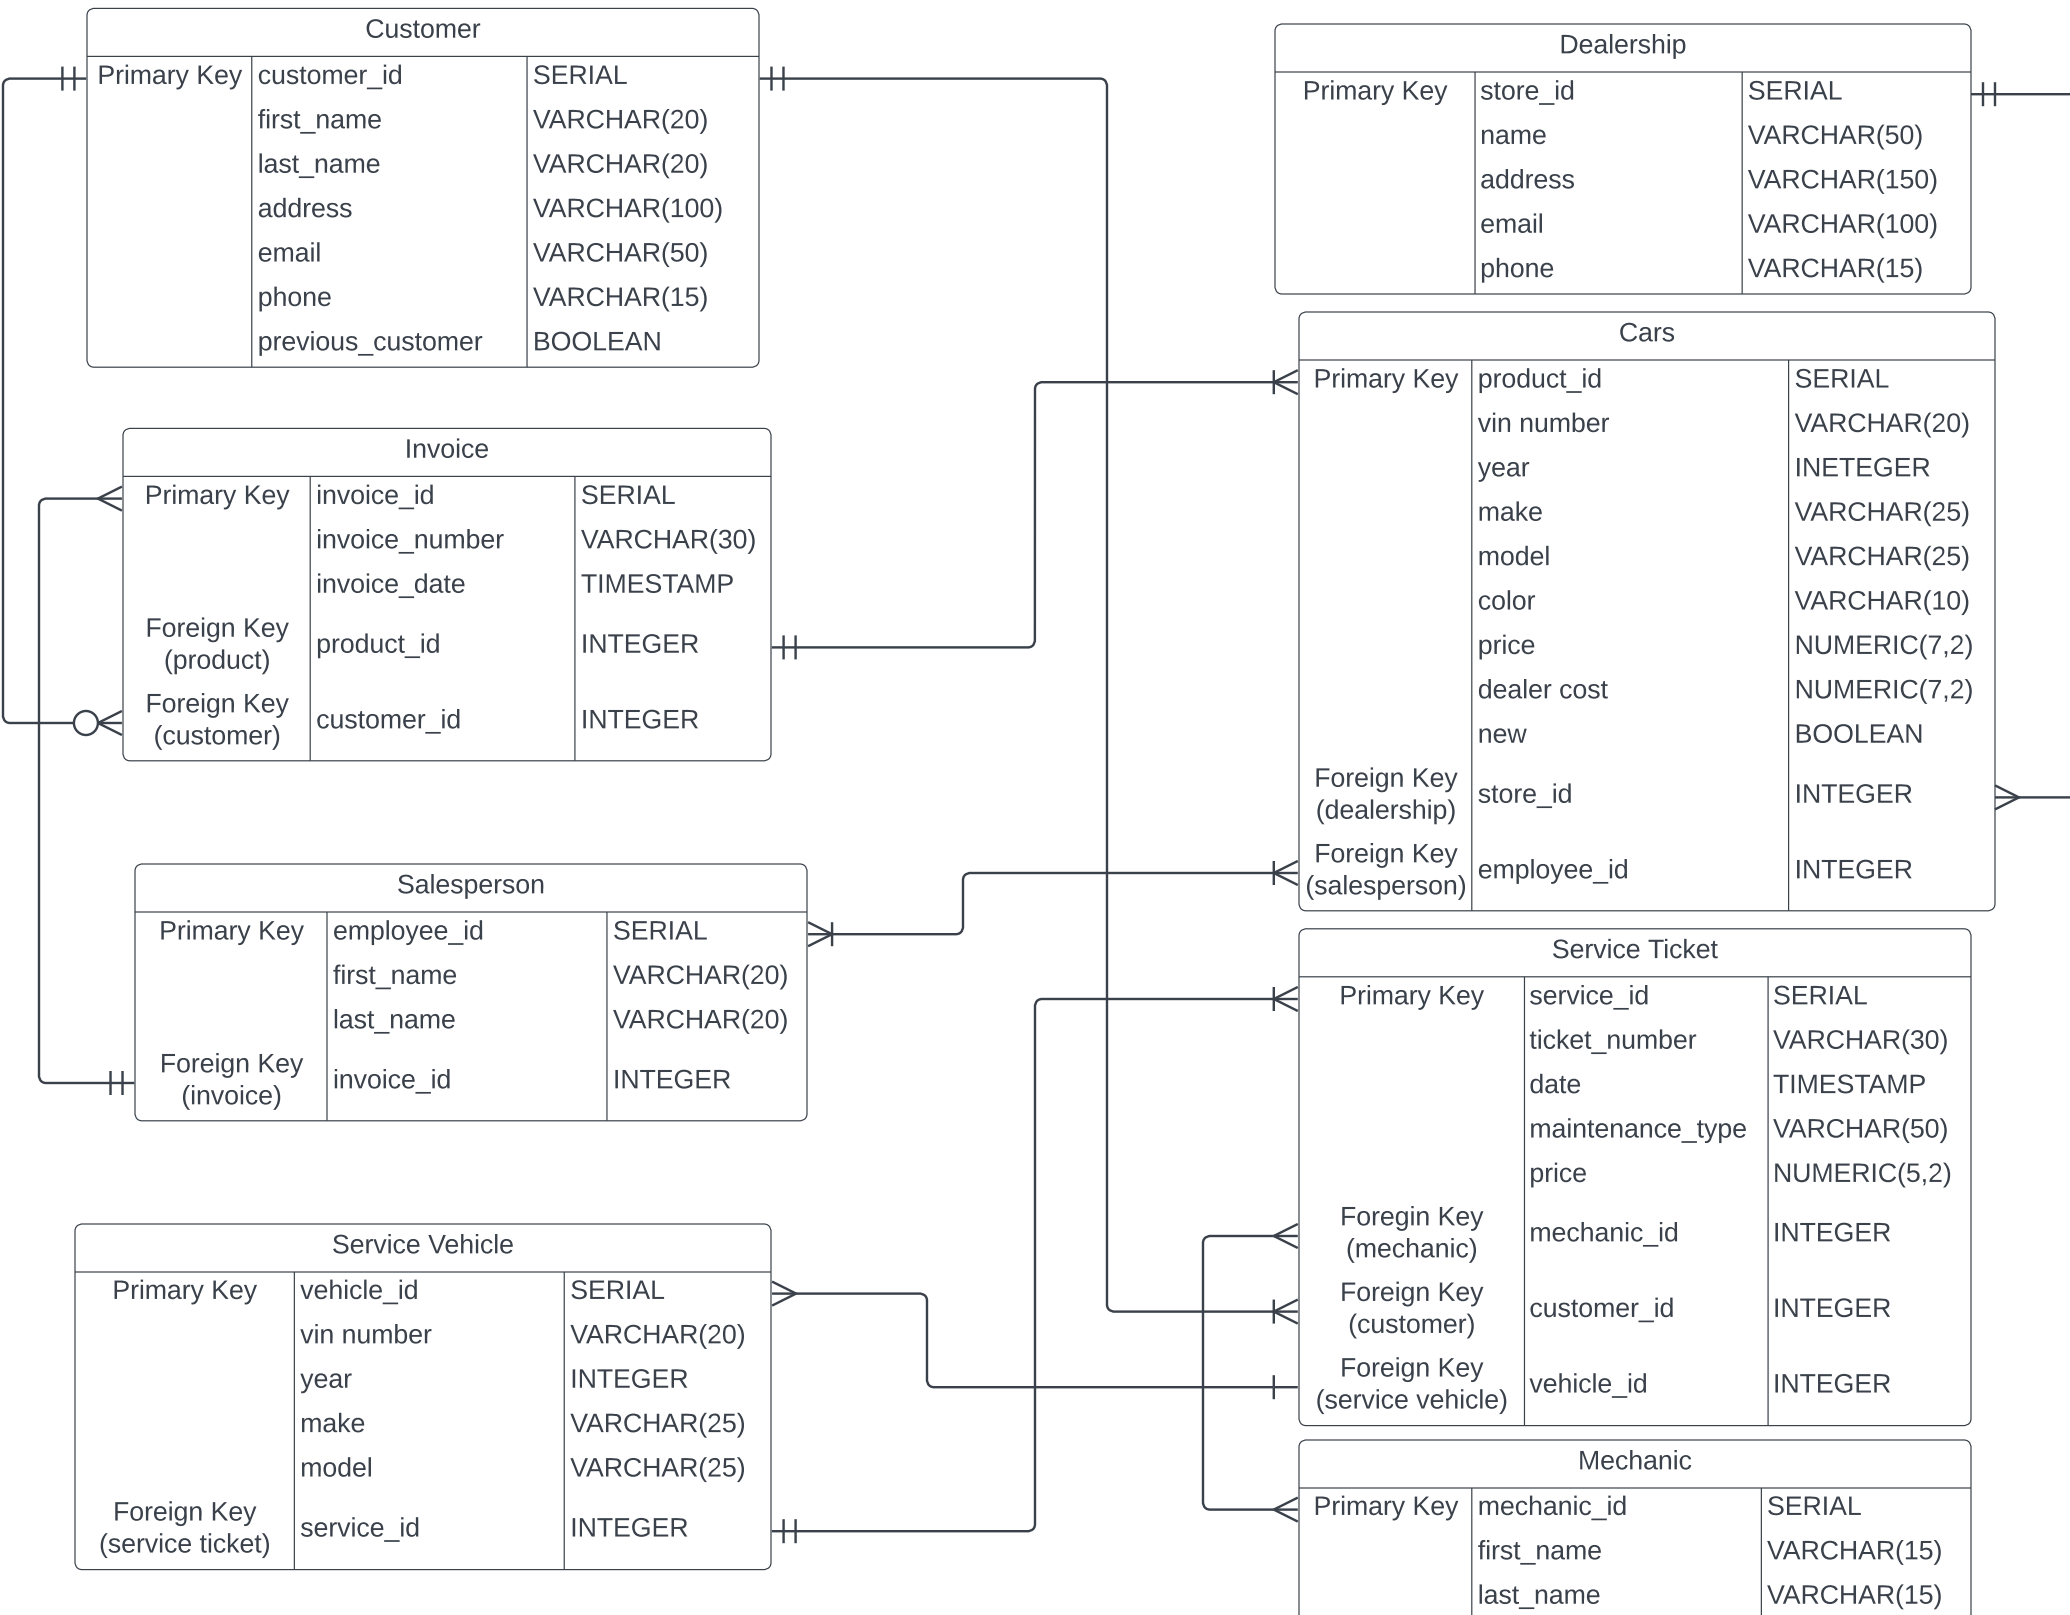 Customer
Primary Key customer_id SERIAL
first_name VARCHAR(20)
last_name VARCHAR(20)
address VARCHAR(100)
email VARCHAR(50)
phone VARCHAR(15)
previous_customer BOOLEAN
Invoice
Primary Key invoice_id SERIAL
invoice_number VARCHAR(30)
invoice_date TIMESTAMP
Foreign Key
(product) product_id INTEGER
Foreign Key
(customer) customer_id INTEGER
Salesperson
Primary Key employee_id SERIAL
first_name VARCHAR(20)
last_name VARCHAR(20)
Foreign Key
(invoice) invoice_id INTEGER
Service Vehicle
Primary Key vehicle_id SERIAL
vin number VARCHAR(20)
year INTEGER
make VARCHAR(25)
model VARCHAR(25)
Foreign Key
(service ticket) service_id INTEGER
Dealership
Primary Key store_id SERIAL
name VARCHAR(50)
address VARCHAR(150)
email VARCHAR(100)
phone VARCHAR(15)
Cars
Primary Key product_id SERIAL
vin number VARCHAR(20)
year INETEGER
make VARCHAR(25)
model VARCHAR(25)
color VARCHAR(10)
price NUMERIC(7,2)
dealer cost NUMERIC(7,2)
new BOOLEAN
Foreign Key
(dealership) store_id INTEGER
Foreign Key
(salesperson) employee_id INTEGER
Service Ticket
Primary Key service_id SERIAL
ticket_number VARCHAR(30)
date TIMESTAMP
maintenance_type VARCHAR(50)
price NUMERIC(5,2)
Foregin Key
(mechanic) mechanic_id INTEGER
Foreign Key
(customer) customer_id INTEGER
Foreign Key
(service vehicle) vehicle_id INTEGER
Mechanic
Primary Key mechanic_id SERIAL
first_name VARCHAR(15)
last_name VARCHAR(15)